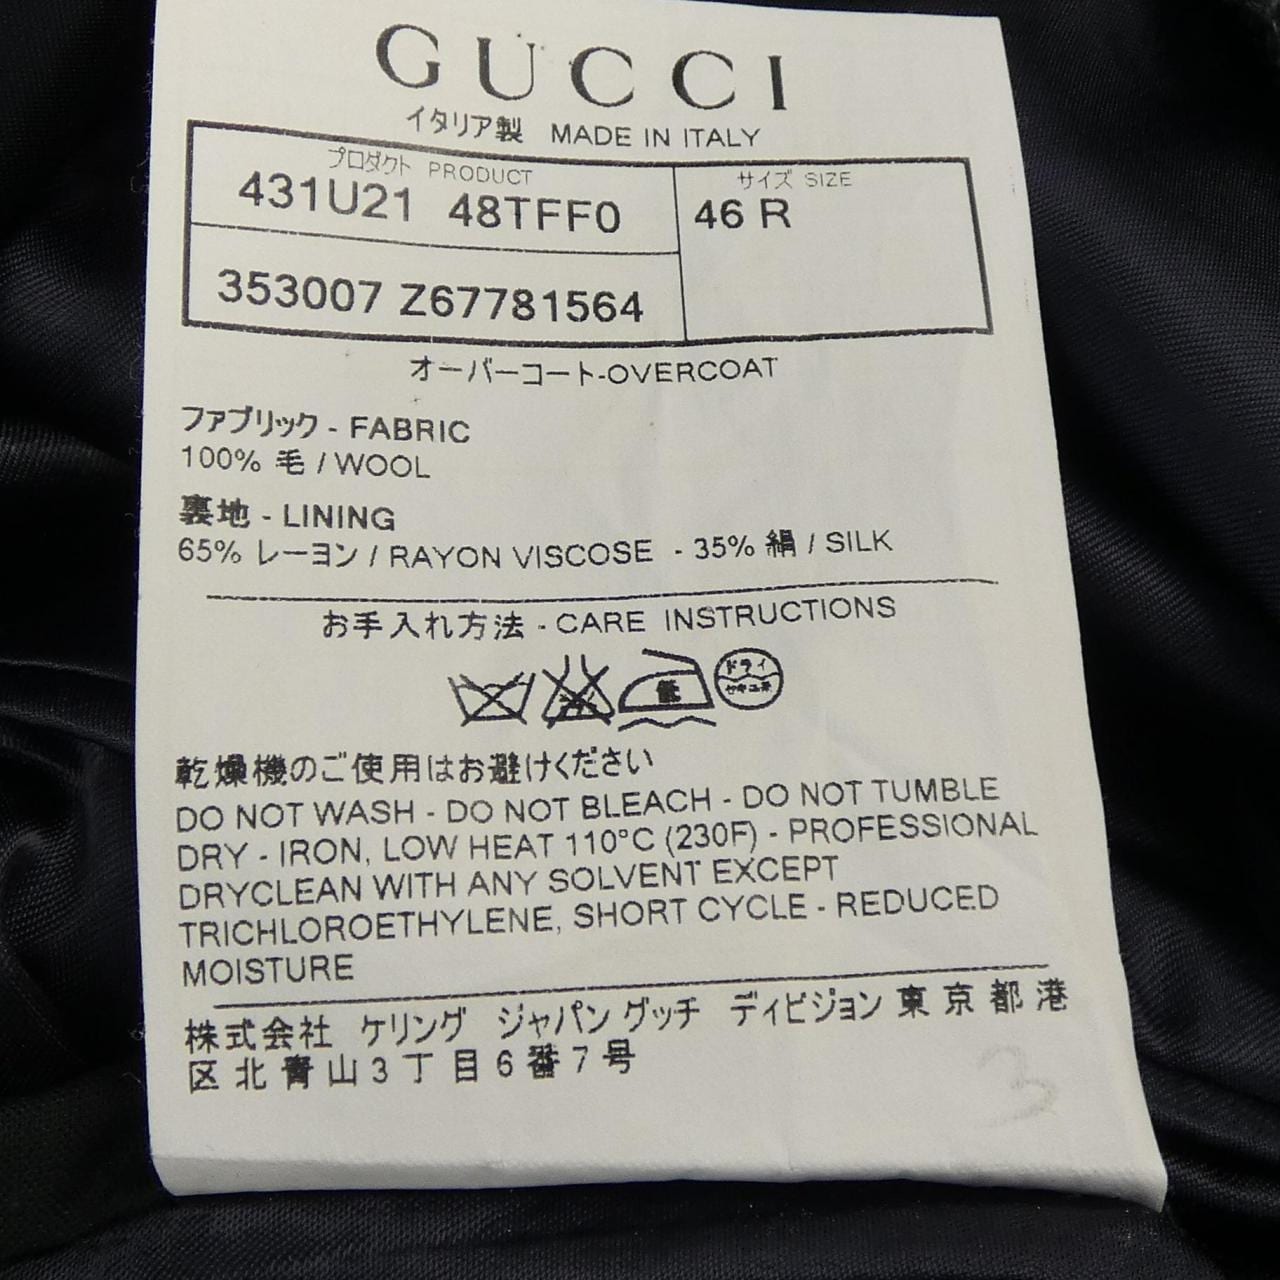 GUCCI
イタリア製 MADE IN ITALY
プロダクト PRODUCT
431U21 48TFF0
サイズ SIZE
46 R
353007 Z67781564
オーバーコート-OVERCOAT
ファブリック - FABRIC
100% 毛 / WOOL
裏地 - LINING
65% レーヨン / RAYON VISCOSE - 35% 絹 / SILK
お手入れ方法 - CARE INSTRUCTIONS
低
ドライ
セキユ系
乾燥機のご使用はお避けください
DO NOT WASH - DO NOT BLEACH - DO NOT TUMBLE
DRY - IRON, LOW HEAT 110°C (230F) - PROFESSIONAL
DRYCLEAN WITH ANY SOLVENT EXCEPT
TRICHLOROETHYLENE, SHORT CYCLE - REDUCED
MOISTURE
株式会社 ケリング ジャパン グッチ ディビジョン 東京都港
区北青山3丁目6番7号
3